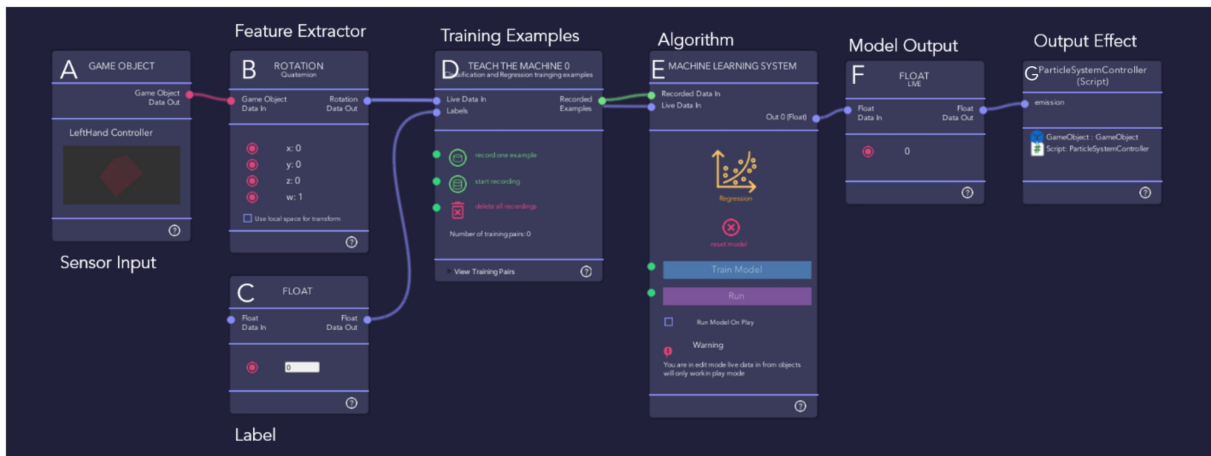 Feature Extractor
Training Examples
Algorithm
Model Output
Output Effect
A
GAME OBJECT
Game Object
Data Out
LeftHand Controller
Sensor Input
B
ROTATION
Quaternion
Game Object
Data In
Rotation
Data Out
x: 0
y: 0
z: 0
w: 1
Use local space for transform
C
FLOAT
Float
Data In
Float
Data Out
0
Label
D
TEACH THE MACHINE 0
Classification and Regression trainging examples
Live Data In
Labels
Recorded
Examples
record one example
start recording
delete all recordings
Number of training pairs: 0
View Training Pairs
E
MACHINE LEARNING SYSTEM
Recorded Data In
Live Data In
Out 0 (Float)
Regression
reset model
Train Model
Run
Run Model On Play
Warning
You are in edit mode live data in from objects
will only work in play mode
F
FLOAT
LIVE
Float
Data In
Float
Data Out
0
G
ParticleSystemController
(Script)
emission
GameObject : GameObject
# Script: ParticleSystemController